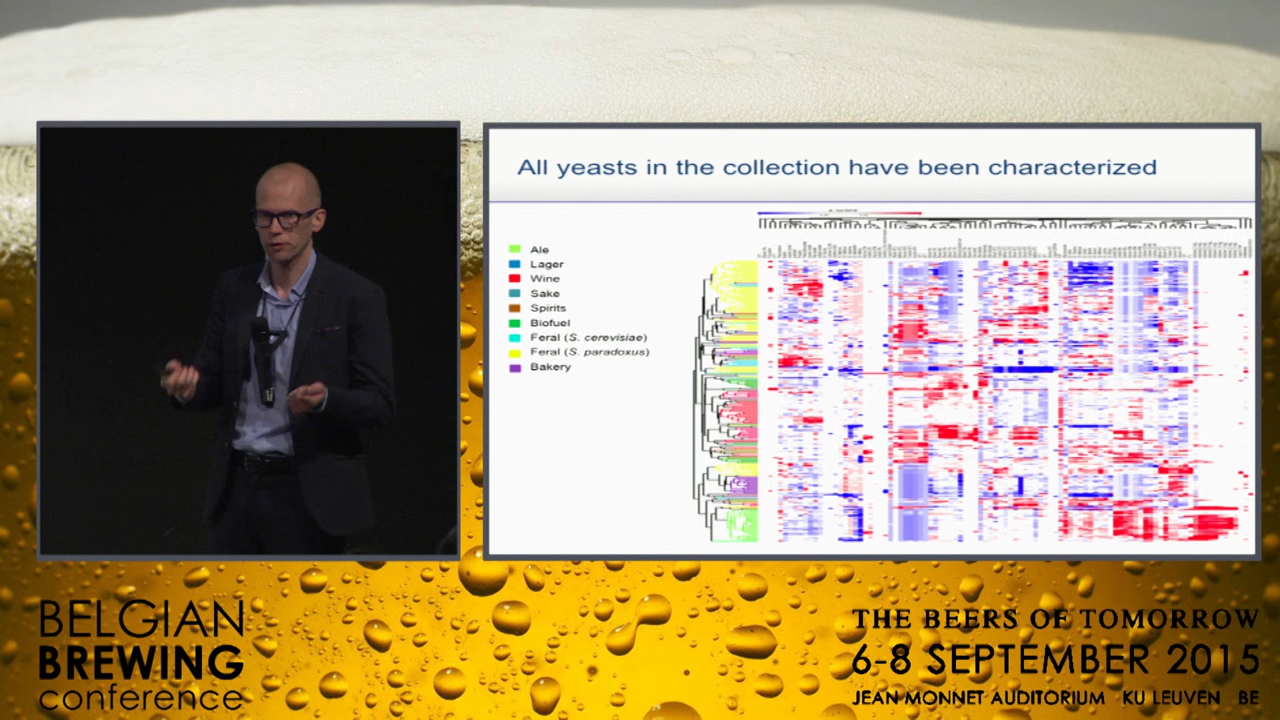 All yeasts in the collection have been characterized
Ale
Lager
Wine
Sake
Spirits
Biofuel
Feral (S. cerevisiae)
Feral (S. paradoxus)
Bakery
BELGIAN
BREWING
conference
THE BEERS OF TOMORROW
6-8 SEPTEMBER 2015
JEAN MONNET AUDITORIUM KU LEUVEN BE